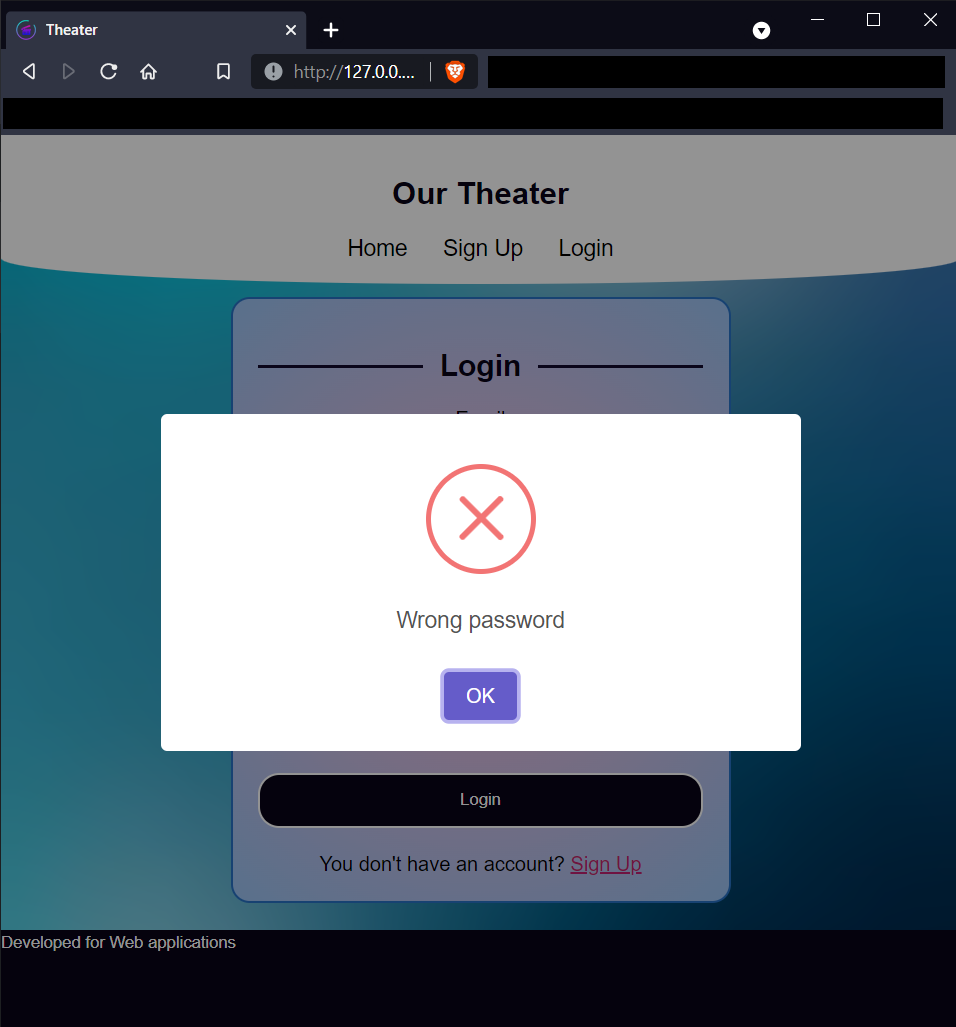 Theater
http://127.0.0....
Our Theater
Home Sign Up Login
Login
Wrong password
OK
Login
You don't have an account? Sign Up
Developed for Web applications